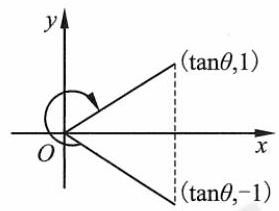 y
(tanθ,1)
O
x
(tanθ,-1)